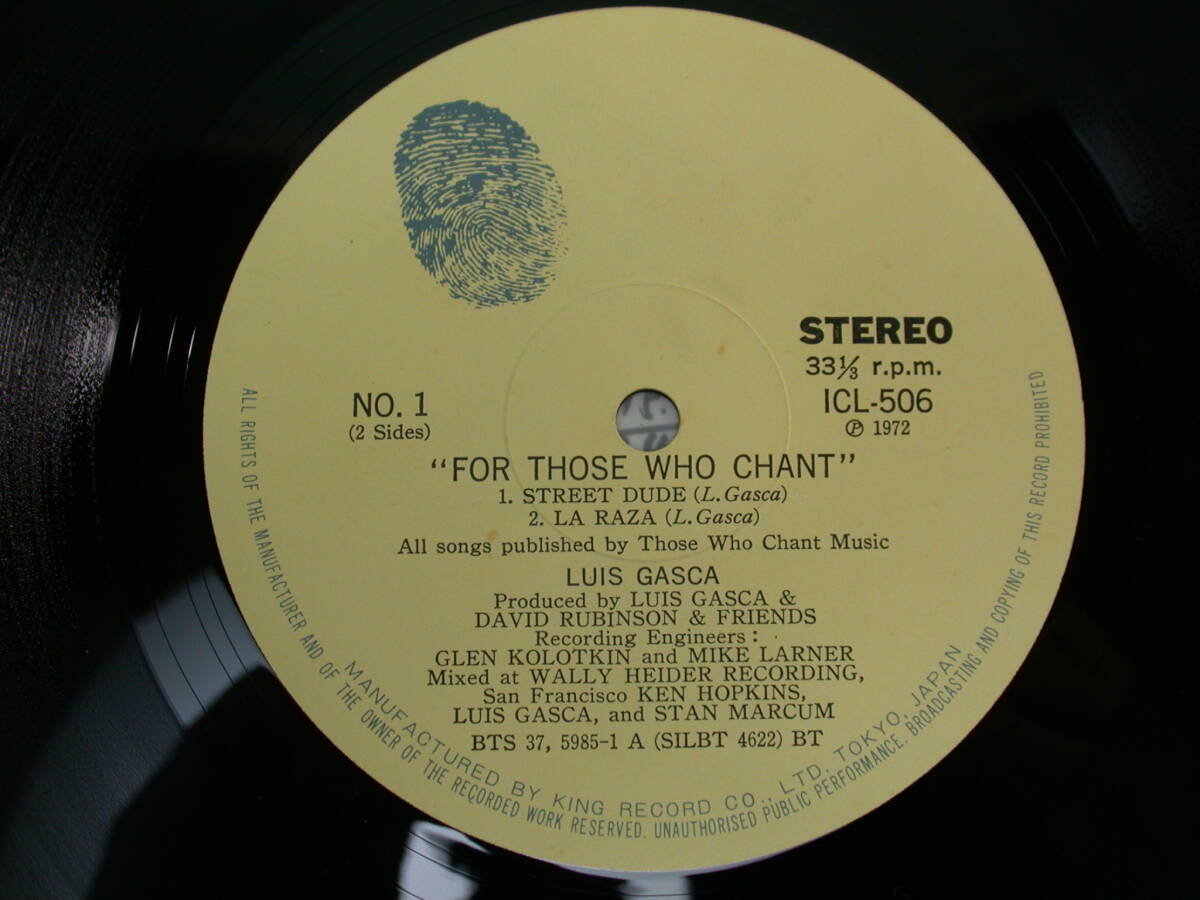 STEREO
33⅓ r.p.m.
NO. 1
ICL-506
(2 Sides)
℗ 1972
"FOR THOSE WHO CHANT"
1. STREET DUDE (L. Gasca)
2. LA RAZA (L. Gasca)
All songs published by Those Who Chant Music
LUIS GASCA
Produced by LUIS GASCA &
DAVID RUBINSON & FRIENDS
Recording Engineers:
GLEN KOLOTKIN and MIKE LARNER
Mixed at WALLY HEIDER RECORDING,
San Francisco KEN HOPKINS,
LUIS GASCA, and STAN MARCUM
BTS 37, 5985-1 A (SILBT 4622) BT
MANUFACTURED BY KING RECORD CO., LTD. TOKYO, JAPAN
ALL RIGHTS OF THE MANUFACTURER AND OF THE OWNER OF THE RECORDED WORK RESERVED. UNAUTHORISED PUBLIC PERFORMANCE. BROADCASTING AND COPYING OF THIS RECORD PROHIBITED